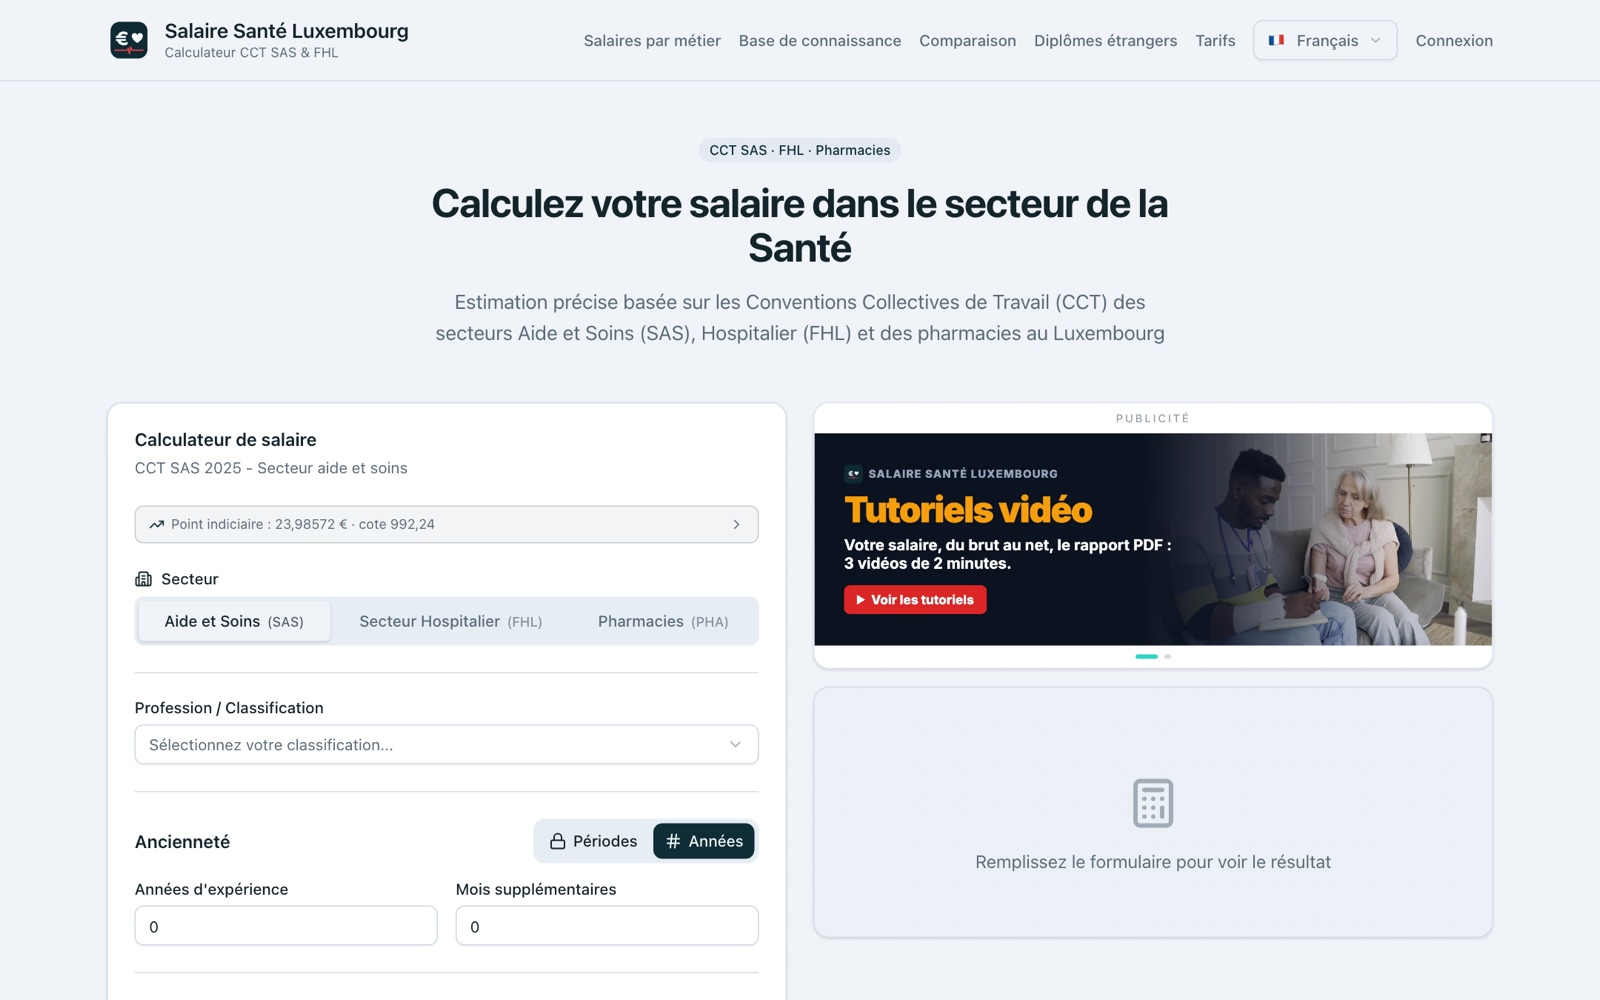 Salaire Santé Luxembourg
Calculateur CCT SAS & FHL
Salaires par métier
Base de connaissance
Comparaison
Diplômes étrangers
Tarifs
Français
Connexion
CCT SAS · FHL · Pharmacies
Calculez votre salaire dans le secteur de la
Santé
Estimation précise basée sur les Conventions Collectives de Travail (CCT) des
secteurs Aide et Soins (SAS), Hospitalier (FHL) et des pharmacies au Luxembourg
Calculateur de salaire
CCT SAS 2025 - Secteur aide et soins
Point indiciaire : 23,98572 € · cote 992,24
Secteur
Aide et Soins (SAS)
Secteur Hospitalier (FHL)
Pharmacies (PHA)
Profession / Classification
Sélectionnez votre classification...
Ancienneté
Périodes
# Années
Années d'expérience
Mois supplémentaires
0
0
PUBLICITÉ
SALAIRE SANTÉ LUXEMBOURG
Tutoriels vidéo
Votre salaire, du brut au net, le rapport PDF :
3 vidéos de 2 minutes.
Voir les tutoriels
Remplissez le formulaire pour voir le résultat